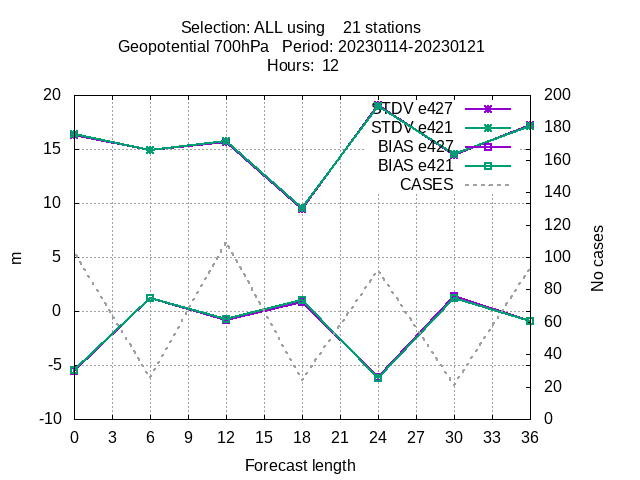 Selection: ALL using    21 stations
Geopotential 700hPa   Period: 20230114-20230121
Hours:  12
20
15
10
5
0
-5
-10
m
STDV e427
STDV e421
BIAS e427
BIAS e421
CASES
200
180
160
140
120
100
80
60
40
20
0
No cases
0 3 6 9 12 15 18 21 24 27 30 33 36
Forecast length